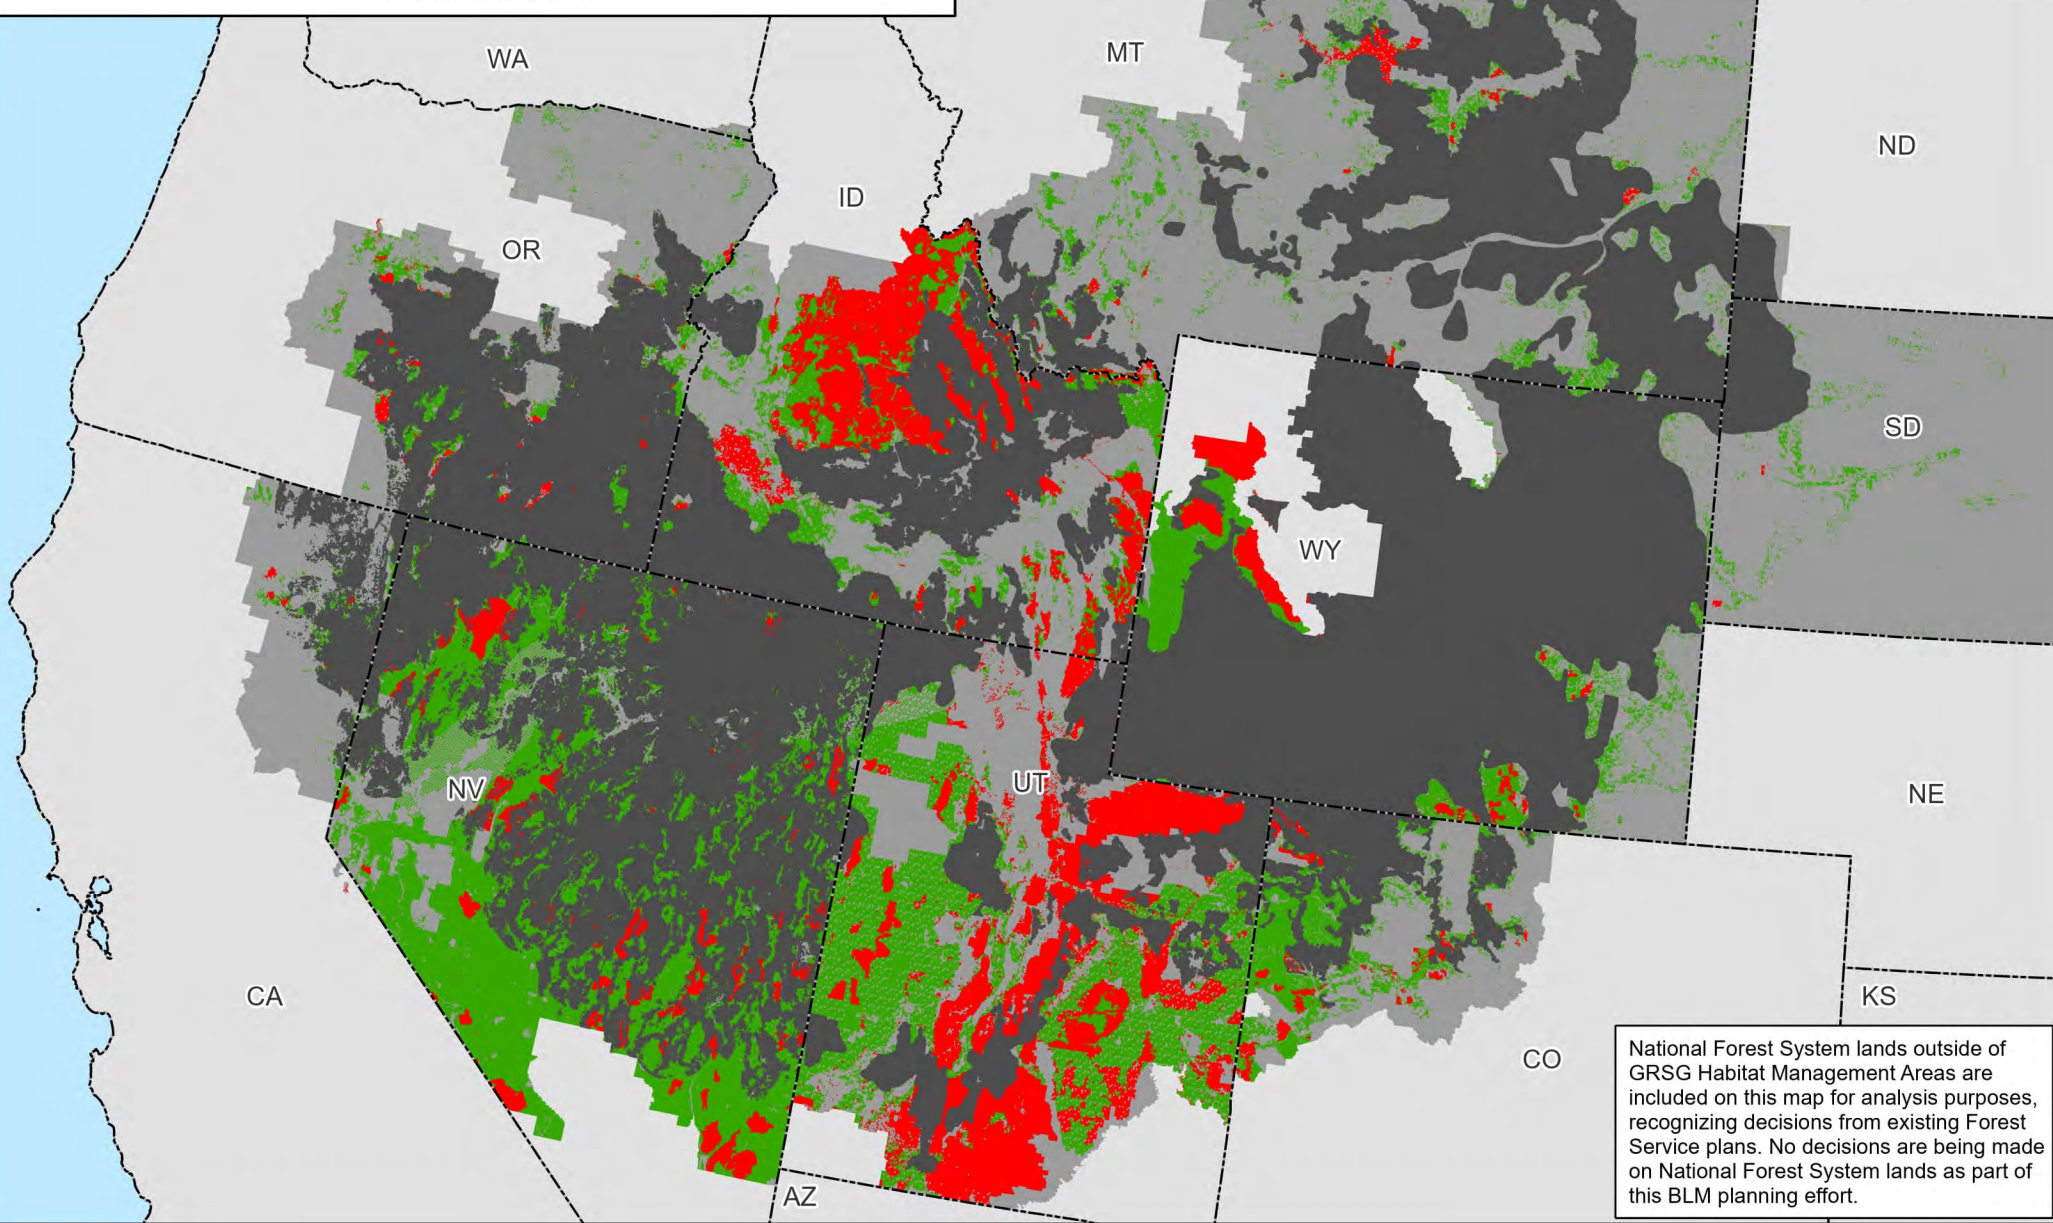 WA
MT
ND
ID
OR
SD
WY
NV
UT
NE
CA
KS
CO
AZ
National Forest System lands outside of
GRSG Habitat Management Areas are
included on this map for analysis purposes,
recognizing decisions from existing Forest
Service plans. No decisions are being made
on National Forest System lands as part of
this BLM planning effort.